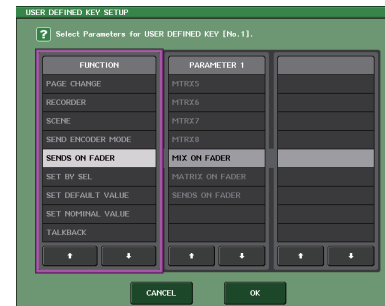 USER DEFINED KEY SETUP
? Select Parameters for USER DEFINED KEY [No.1].
FUNCTION
PAGE CHANGE
RECORDER
SCENE
SEND ENCODER MODE
SENDS ON FADER
SET BY SEL
SET DEFAULT VALUE
SET NOMINAL VALUE
TALKBACK
PARAMETER 1
MTRX5
MTRX6
MTRX7
MTRX8
MIX ON FADER
MATRIX ON FADER
SENDS ON FADER
CANCEL
OK